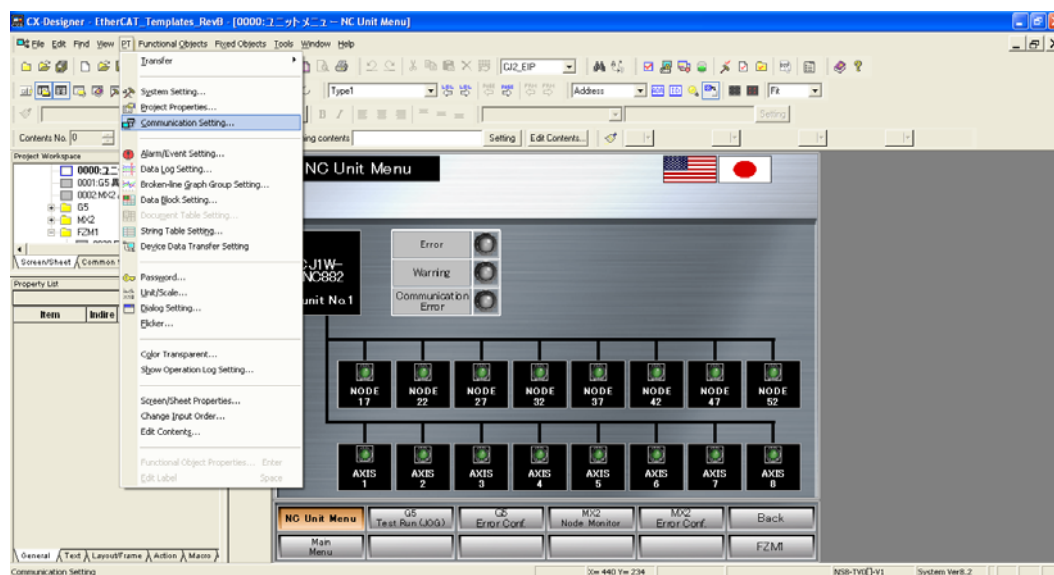 CX-Designer - EtherCAT_Templates_RevB - [0000:ユニットメニュー NC Unit Menu]
File Edit Find View PT Functional Objects Fixed Objects Tools Window Help
CJ2_EIP
Type1 Address
Setting
Contents No. 0 Setting Edit Contents...
Project Workspace
0000:ユニ
0001:G5
0002:MX2
G5
MX2
FZM1
Screen/Sheet Common
Property List
Item Indire
General Text Layout/Frame Action Macro
Transfer
System Setting...
Project Properties...
Communication Setting...
Alarm/Event Setting...
Data Log Setting...
Broken-line Graph Group Setting...
Data Block Setting...
Document Table Setting...
String Table Setting...
Device Data Transfer Setting
Password...
Unit/Scale...
Dialog Setting...
Flicker...
Color Transparent...
Show Operation Log Setting...
Screen/Sheet Properties...
Change Input Order...
Edit Contents...
Functional Object Properties... Enter
Edit Label Space
NC Unit Menu
CJ1W-
NC882
Unit No.1
Error
Warning
Communication
Error
NODE 17 NODE 22 NODE 27 NODE 32 NODE 37 NODE 42 NODE 47 NODE 52
AXIS 1 AXIS 2 AXIS 3 AXIS 4 AXIS 5 AXIS 6 AXIS 7 AXIS 8
NC Unit Menu G5 Test Run (JOG) G5 Error Conf. MX2 Node Monitor MX2 Error Conf. Back
Main Menu FZM1
Communication Setting X= 440 Y= 234 NS8-TV0[]-V1 System Ver8.2